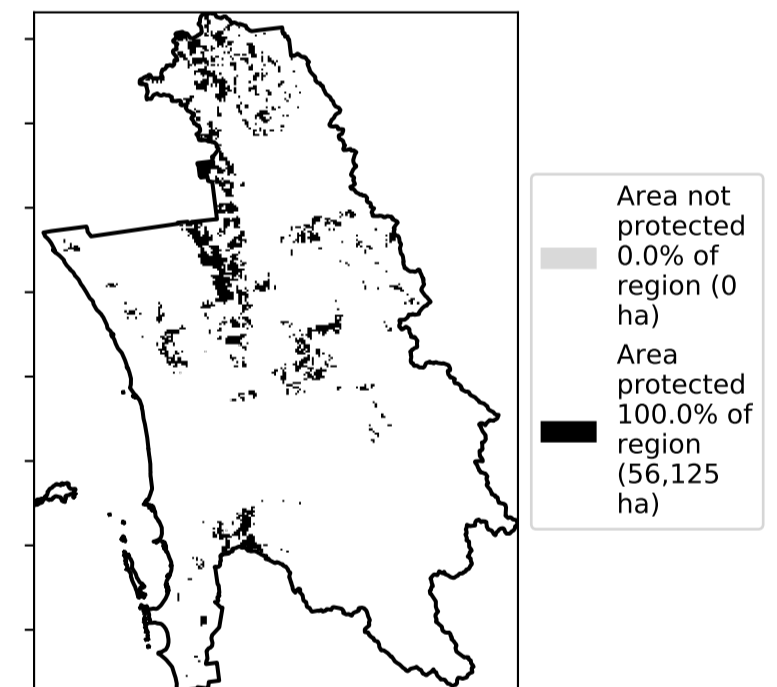 Area not
protected
0.0% of
region (0
ha)
Area
protected
100.0% of
region
(56,125
ha)